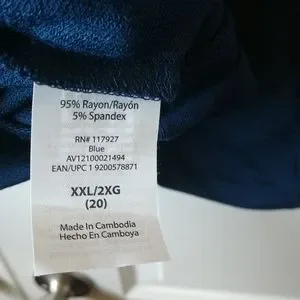 95% Rayon/Rayón
5% Spandex
RN# 117927
Blue
AV12100021494
EAN/UPC 1 9200578871
XXL/2XG
(20)
Made In Cambodia
Hecho En Camboya